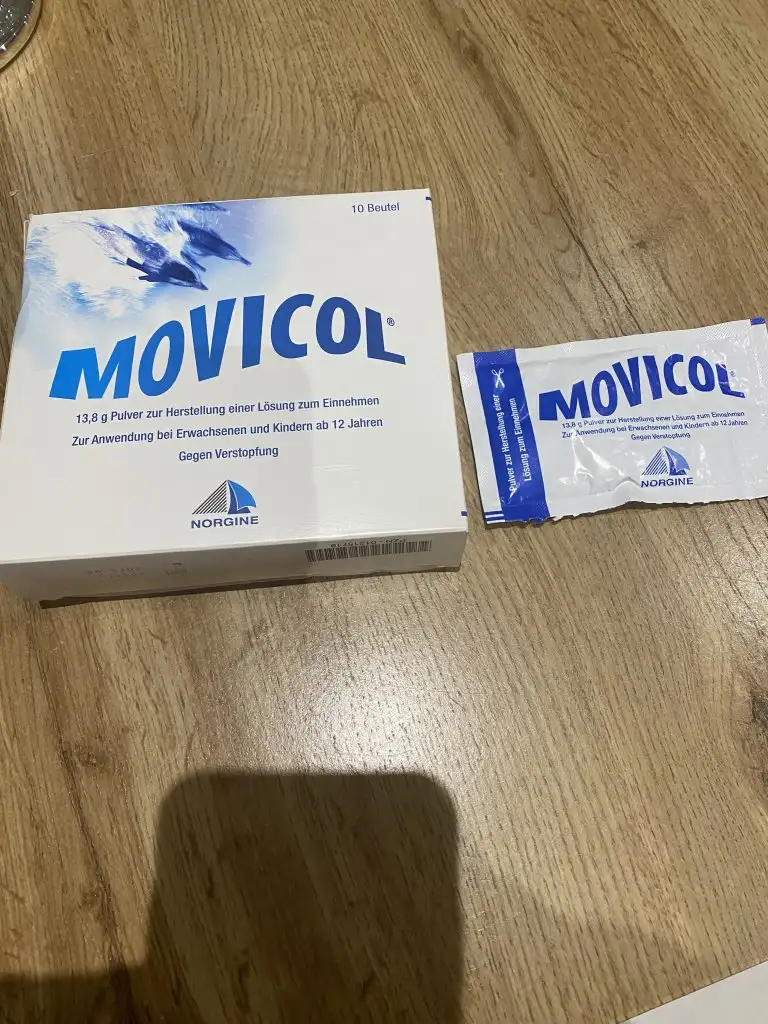 10 Beutel
MOVICOL®
13,8 g Pulver zur Herstellung einer Lösung zum Einnehmen
Zur Anwendung bei Erwachsenen und Kindern ab 12 Jahren
Gegen Verstopfung
NORGINE
Pulver zur Herstellung einer
Lösung zum Einnehmen
MOVICOL®
13,8 g Pulver zur Herstellung einer Lösung zum Einnehmen
Zur Anwendung bei Erwachsenen und Kindern ab 12 Jahren
Gegen Verstopfung
NORGINE